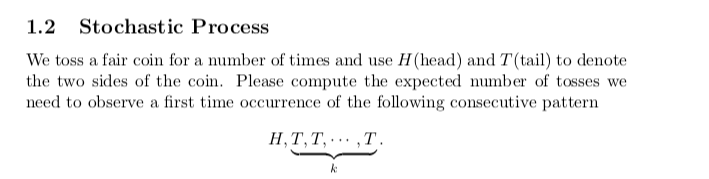 1.2 Stochastic Process
We toss a fair coin for a number of times and use H(head) and T(tail) to denote
the two sides of the coin. Please compute the expected number of tosses we
need to observe a first time occurrence of the following consecutive pattern
H, T, T, ··· , T.
k